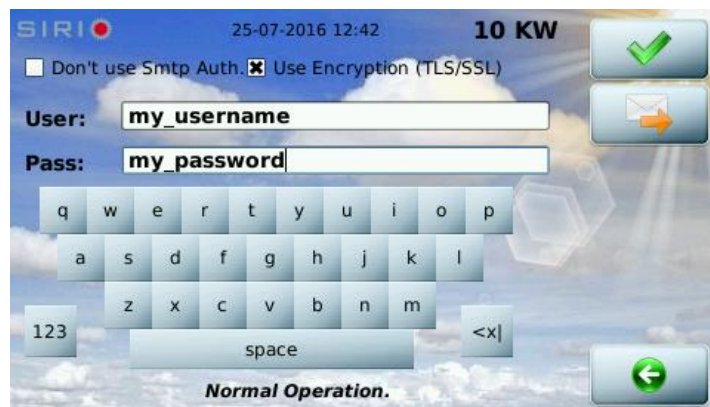 SIRIO 25-07-2016 12:42 10 KW
Don't use Smtp Auth. Use Encryption (TLS/SSL)
User: my_username
Pass: my_password
q w e r t y u i o p
a s d f g h j k l
z x c v b n m
123 space <x|
Normal Operation.